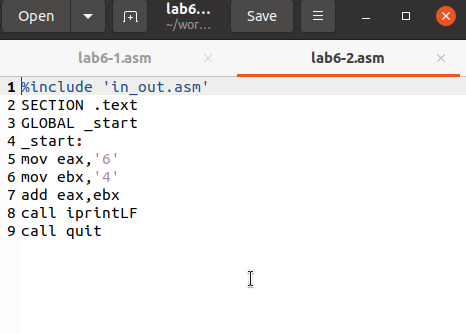 Open lab6... Save
~/wor...
lab6-1.asm lab6-2.asm
1 %include 'in_out.asm'
2 SECTION .text
3 GLOBAL _start
4 _start:
5 mov eax,'6'
6 mov ebx,'4'
7 add eax,ebx
8 call iprintLF
9 call quit